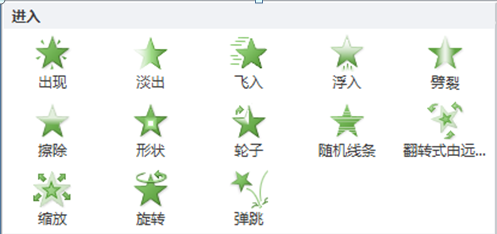 进入
出现 淡出 飞入 浮入 劈裂
擦除 形状 轮子 随机线条 翻转式由远...
缩放 旋转 弹跳